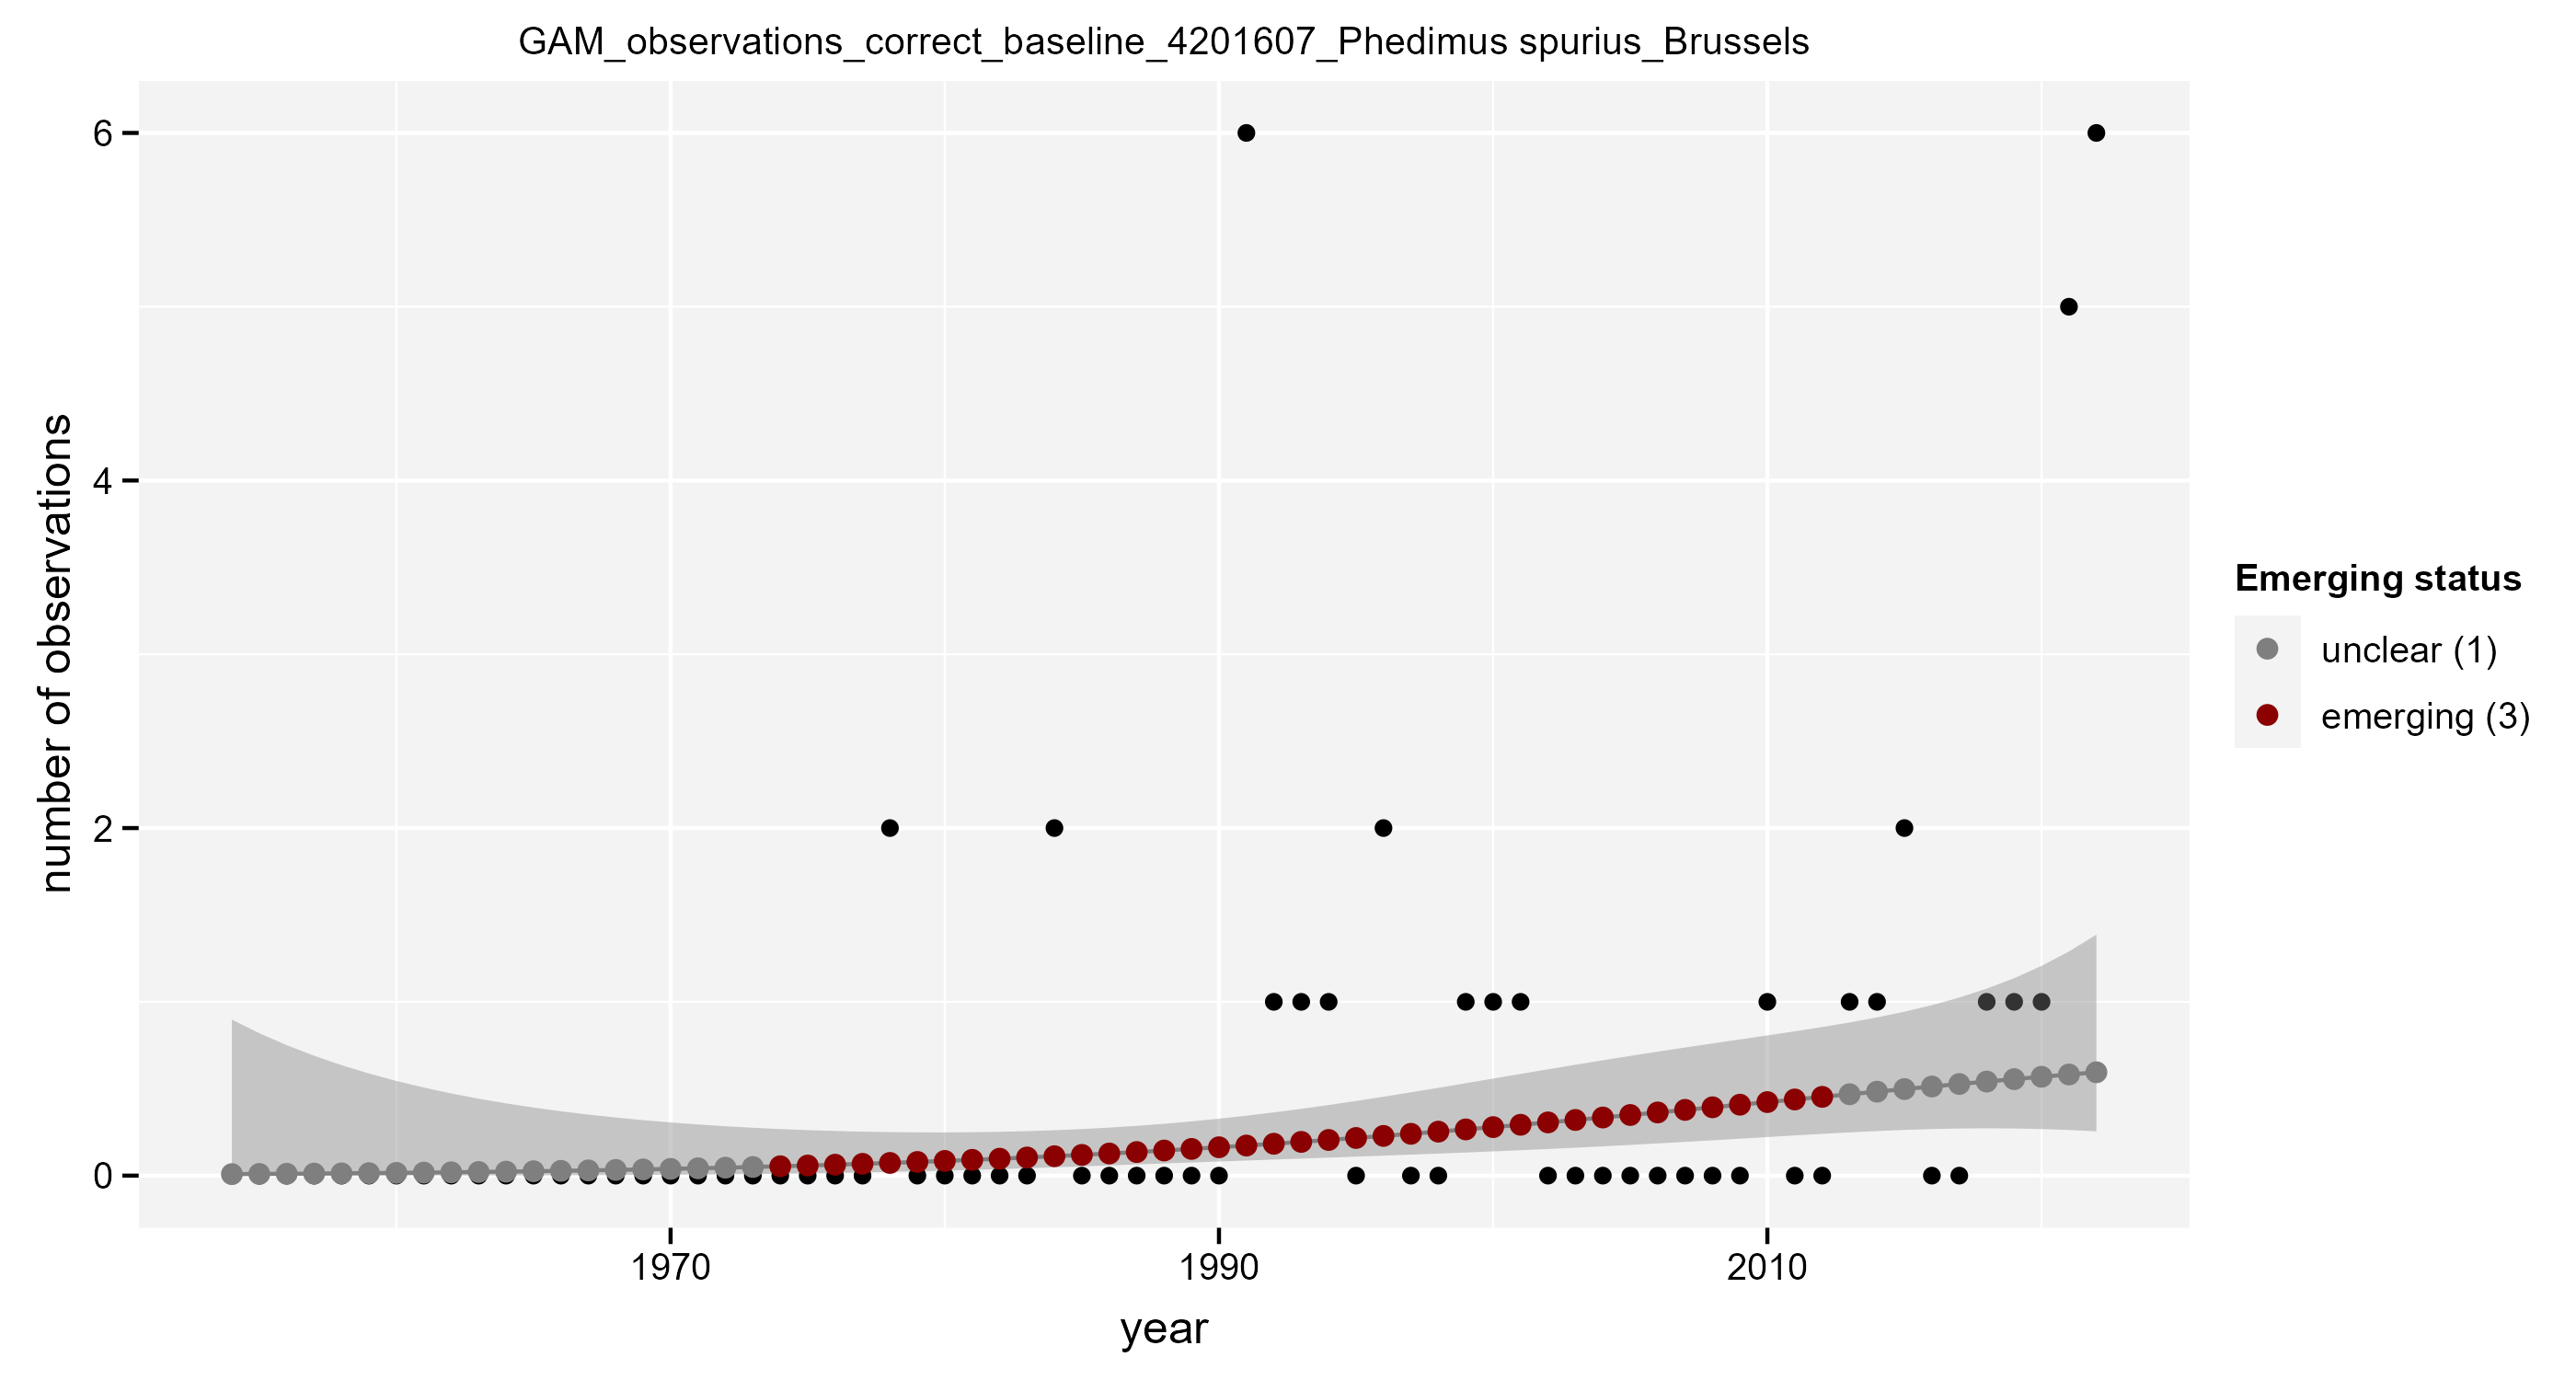 GAM_observations_correct_baseline_4201607_Phedimus spurius_Brussels
number of observations
6
4
2
0
1970 1990 2010
year
Emerging status
unclear (1)
emerging (3)